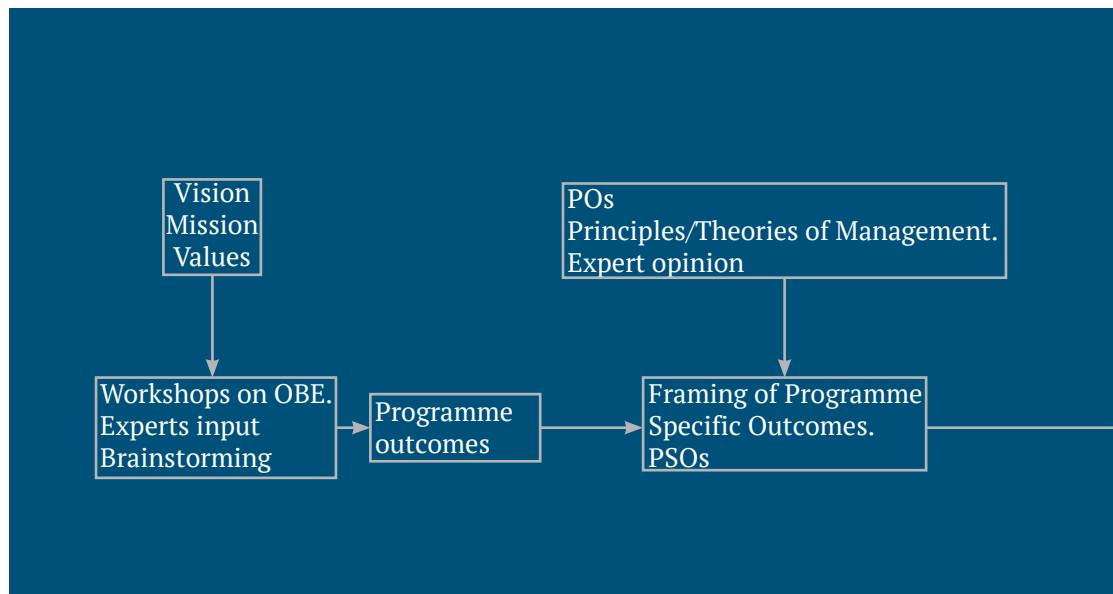 Vision
Mission
Values
POs
Principles/Theories of Management.
Expert opinion
Workshops on OBE.
Experts input
Brainstorming
Programme
outcomes
Framing of Programme
Specific Outcomes.
PSOs